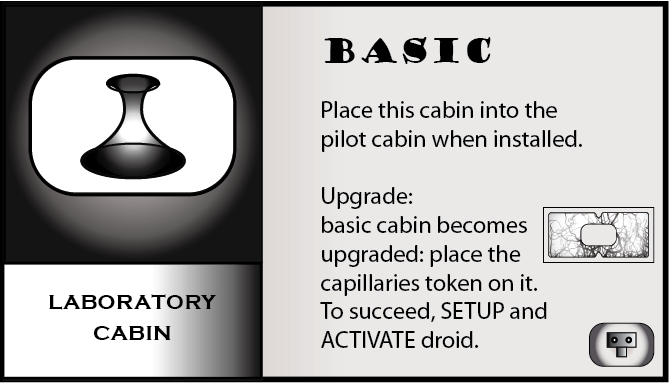 BASIC
Place this cabin into the
pilot cabin when installed.
Upgrade:
basic cabin becomes
upgraded: place the
capillaries token on it.
To succeed, SETUP and
ACTIVATE droid.
LABORATORY
CABIN